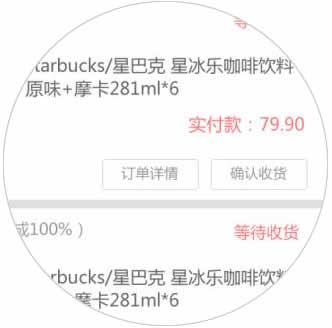 tarbucks/星巴克 星冰乐咖啡饮料
原味+摩卡281ml*6
实付款：79.90
订单详情 确认收货
成100%）
等待收货
rbucks/星巴克 星冰乐咖啡饮料
+摩卡281ml*6